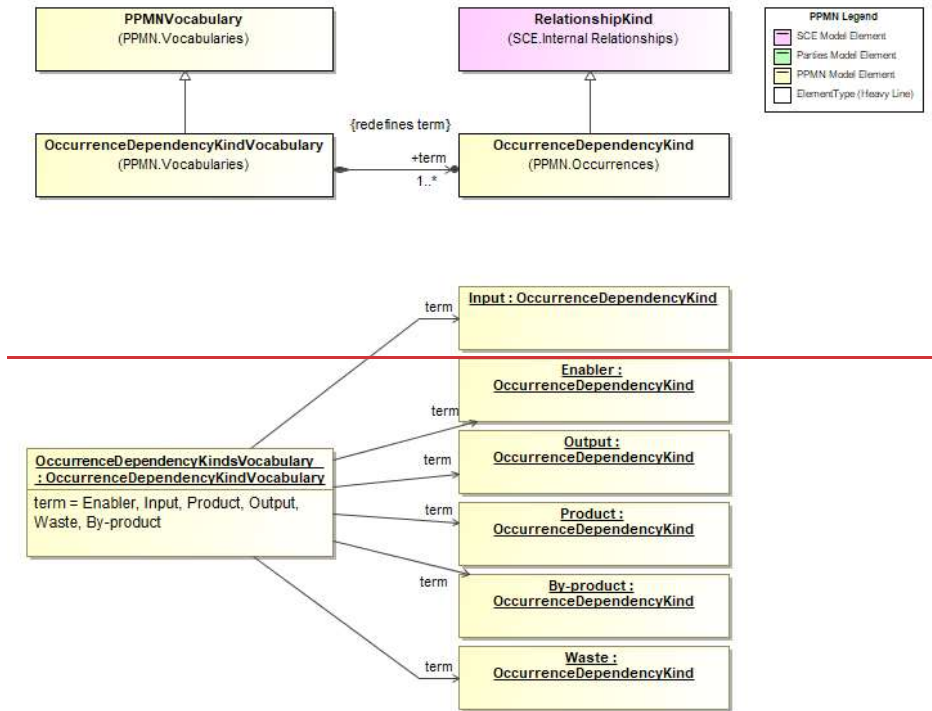 PPMNVocabulary
(PPMN.Vocabularies)
RelationshipKind
(SCE.Internal Relationships)
PPMN Legend
SCE Model Element
Parties Model Element
PPMN Model Element
ElementType (Heavy Line)
OccurrenceDependencyKindVocabulary
(PPMN.Vocabularies)
{redefines term}
+term
1..*
OccurrenceDependencyKind
(PPMN.Occurrences)
term
Input : OccurrenceDependencyKind
term
Enabler :
OccurrenceDependencyKind
term
Output :
OccurrenceDependencyKind
OccurrenceDependencyKindsVocabulary
: OccurrenceDependencyKindVocabulary
term = Enabler, Input, Product, Output,
Waste, By-product
term
Product :
OccurrenceDependencyKind
term
By-product :
OccurrenceDependencyKind
term
Waste :
OccurrenceDependencyKind